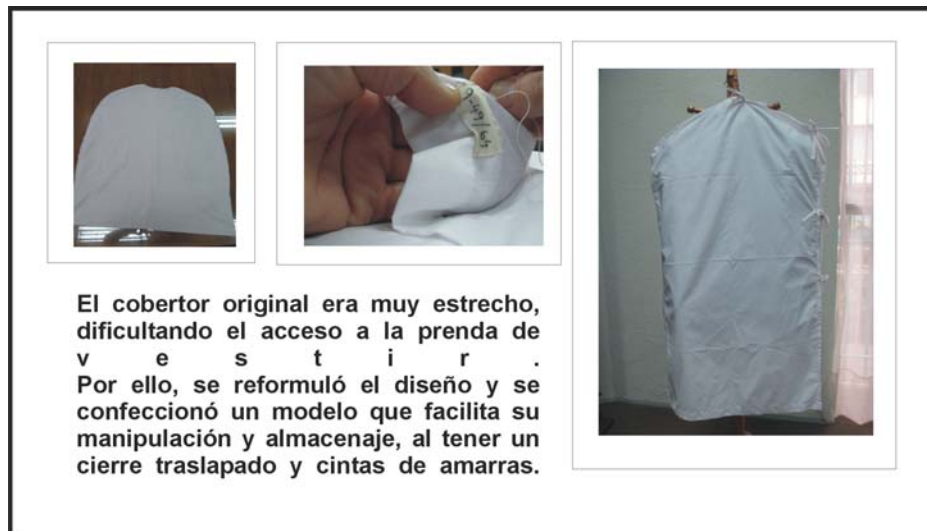 El cobertor original era muy estrecho,
dificultando el acceso a la prenda de
v e s t i r .
Por ello, se reformuló el diseño y se
confeccionó un modelo que facilita su
manipulación y almacenaje, al tener un
cierre traslapado y cintas de amarras.